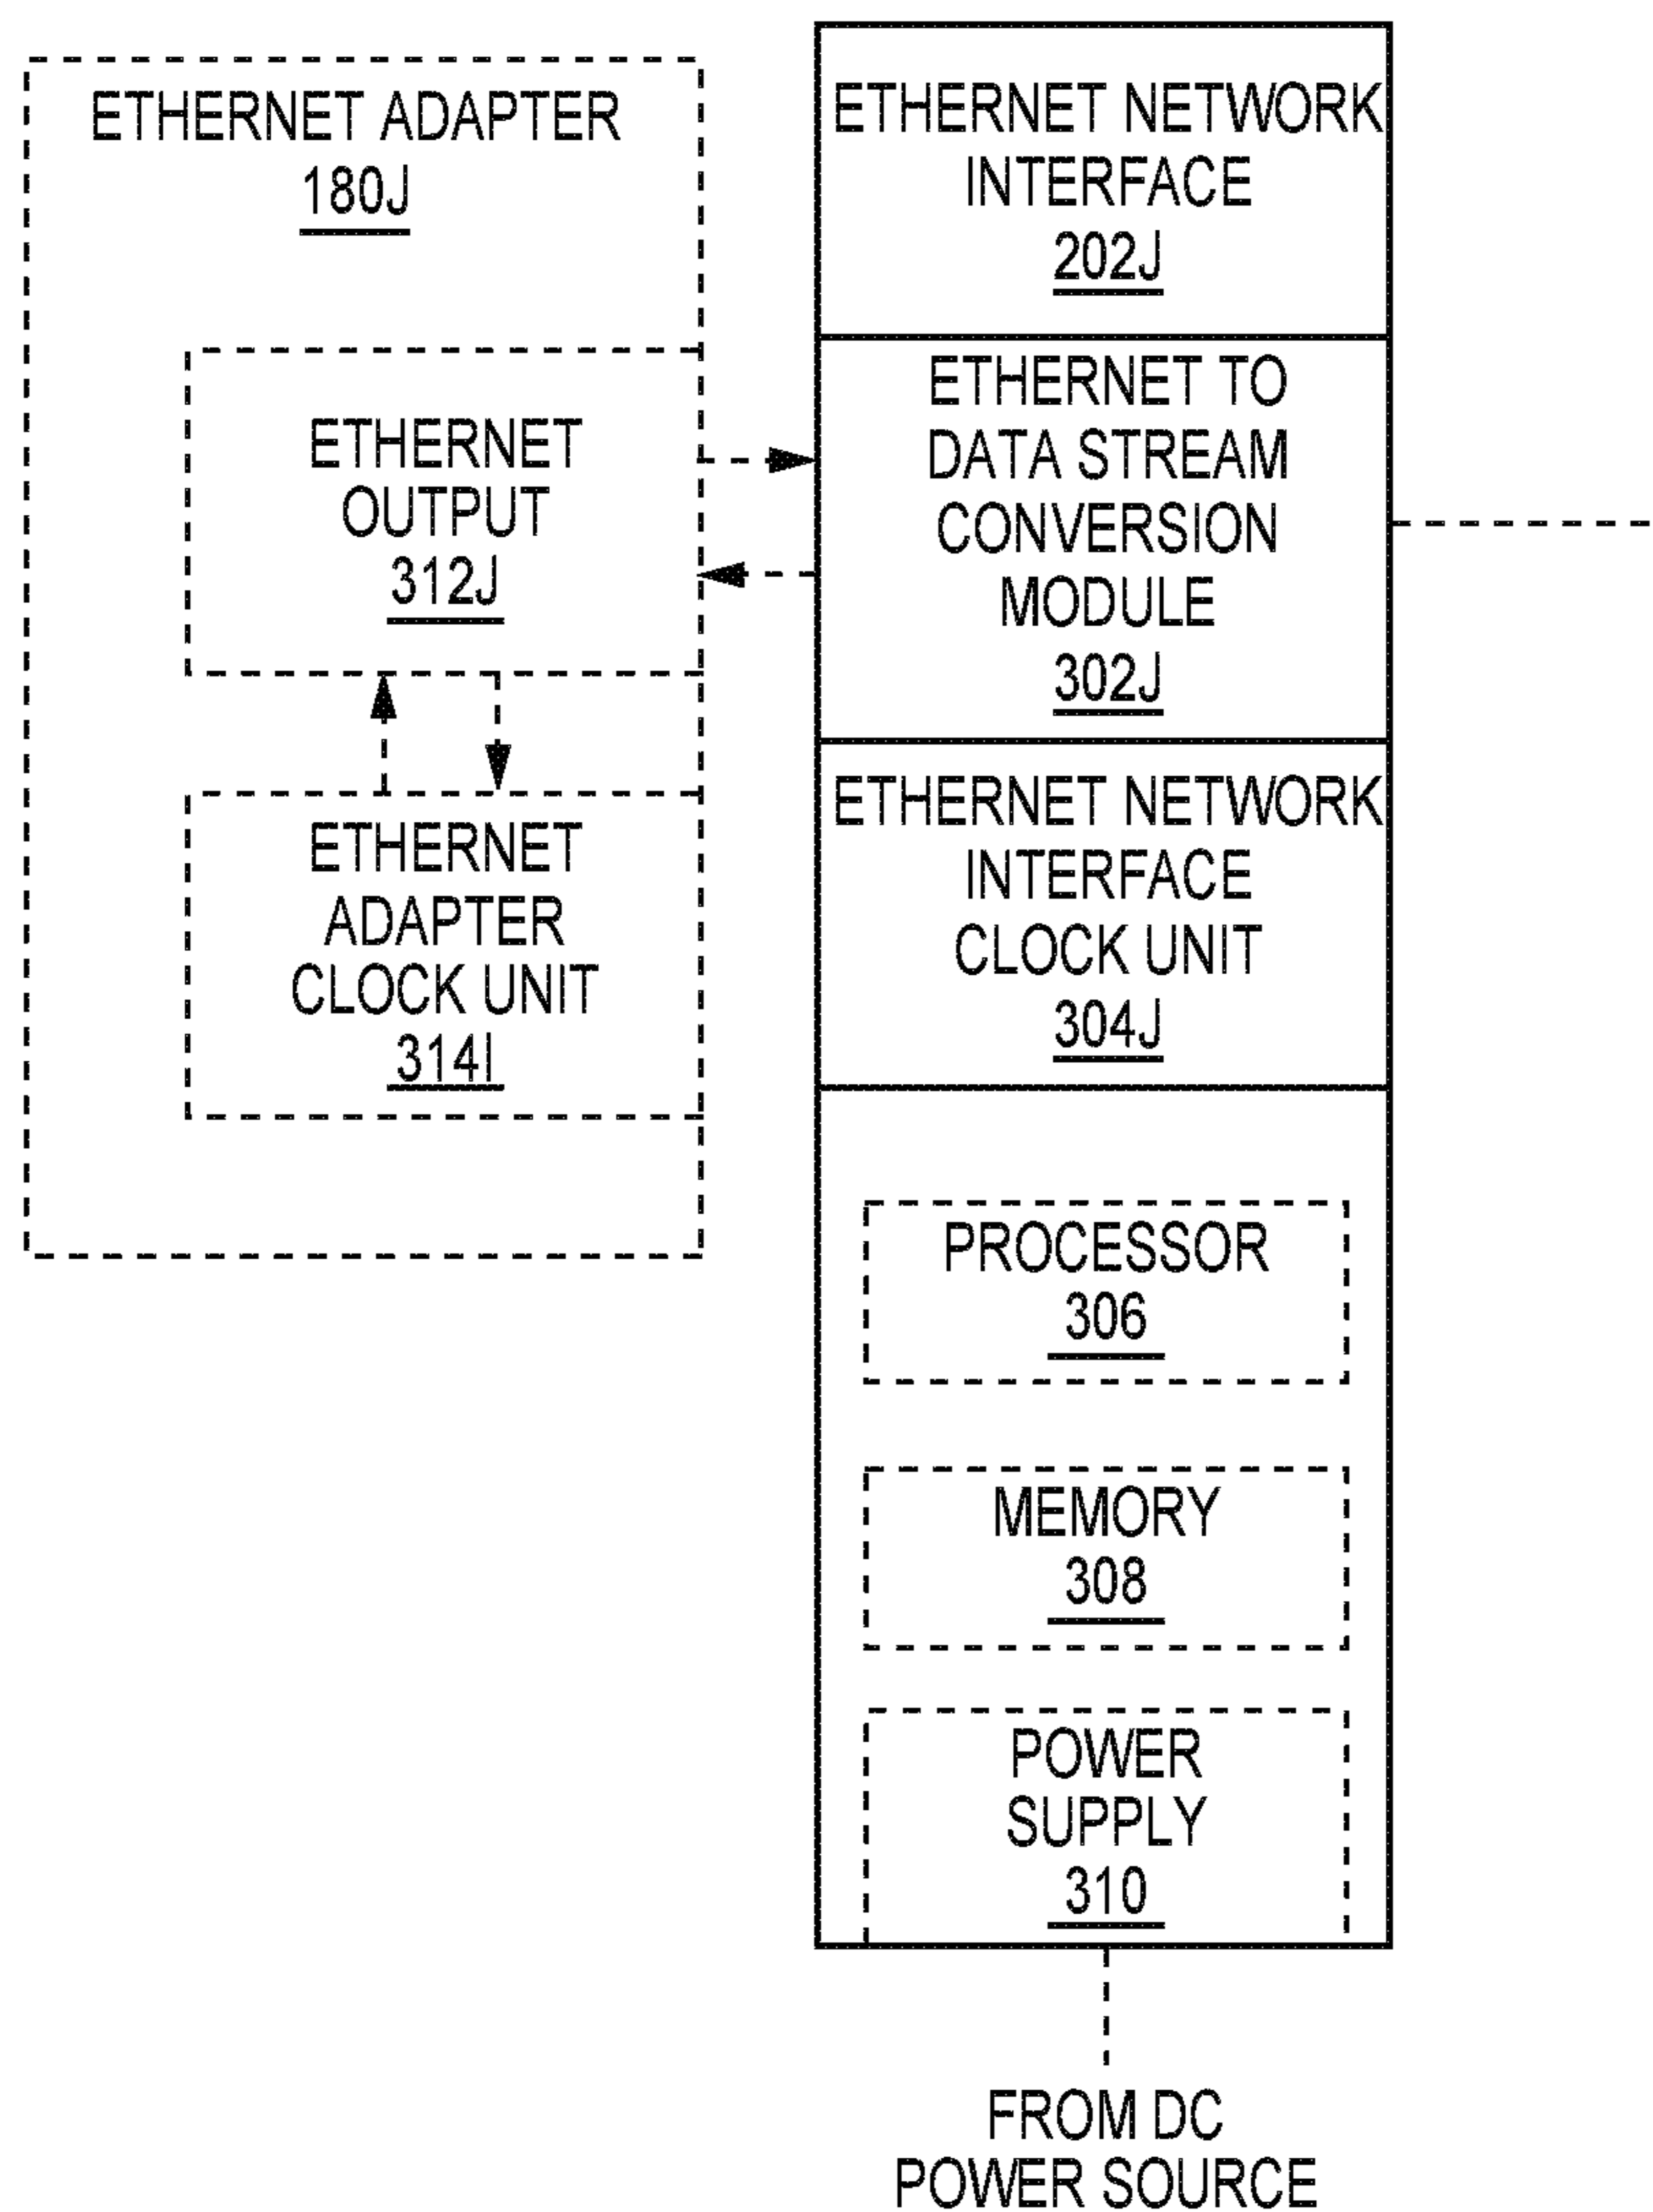 ETHERNET ADAPTER
180J
ETHERNET
OUTPUT
312J
ETHERNET
ADAPTER
CLOCK UNIT
314I
ETHERNET NETWORK
INTERFACE
202J
ETHERNET TO
DATA STREAM
CONVERSION
MODULE
302J
ETHERNET NETWORK
INTERFACE
CLOCK UNIT
304J
PROCESSOR
306
MEMORY
308
POWER
SUPPLY
310
FROM DC
POWER SOURCE